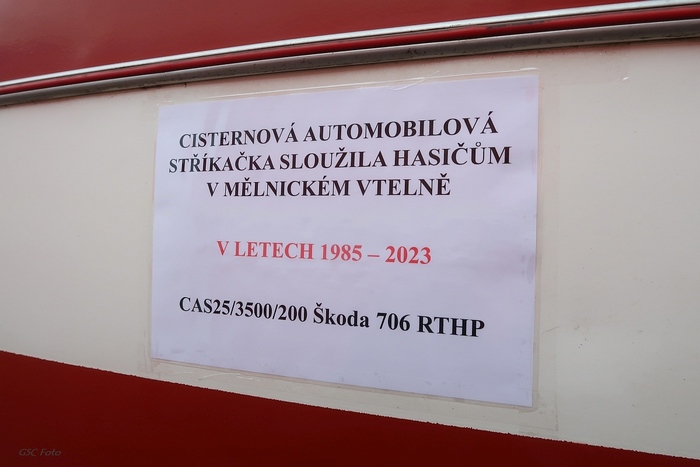 CISTERNOVÁ AUTOMOBILOVÁ
STŘÍKAČKA SLOUŽILA HASIČŮM
V MĚLNICKÉM VTELNĚ
V LETECH 1985 – 2023
CAS25/3500/200 Škoda 706 RTHP
GSC Foto